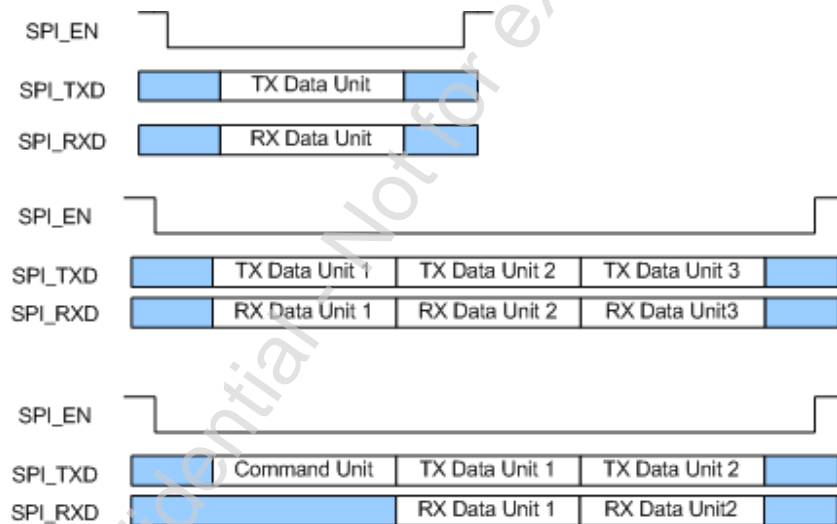 SPI_EN
SPI_TXD TX Data Unit
SPI_RXD RX Data Unit
SPI_EN
SPI_TXD TX Data Unit 1 TX Data Unit 2 TX Data Unit 3
SPI_RXD RX Data Unit 1 RX Data Unit 2 RX Data Unit3
SPI_EN
SPI_TXD Command Unit TX Data Unit 1 TX Data Unit 2
SPI_RXD RX Data Unit 1 RX Data Unit2
- Not for